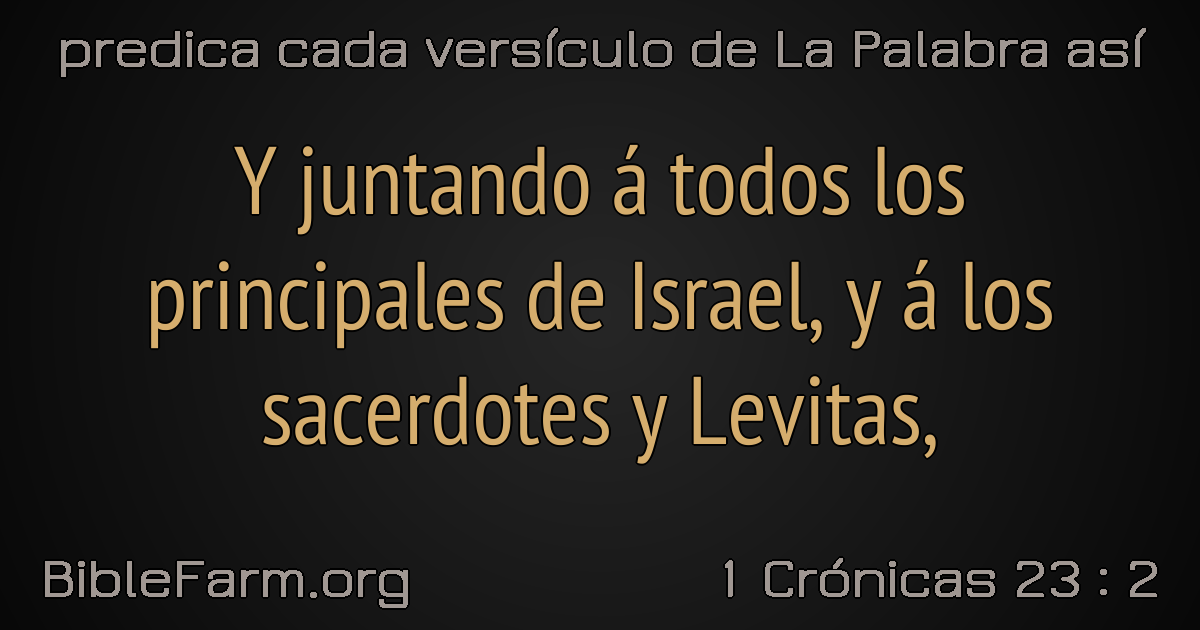 predica cada versículo de La Palabra así
Y juntando á todos los
principales de Israel, y á los
sacerdotes y Levitas,
BibleFarm.org
1 Crónicas 23 : 2